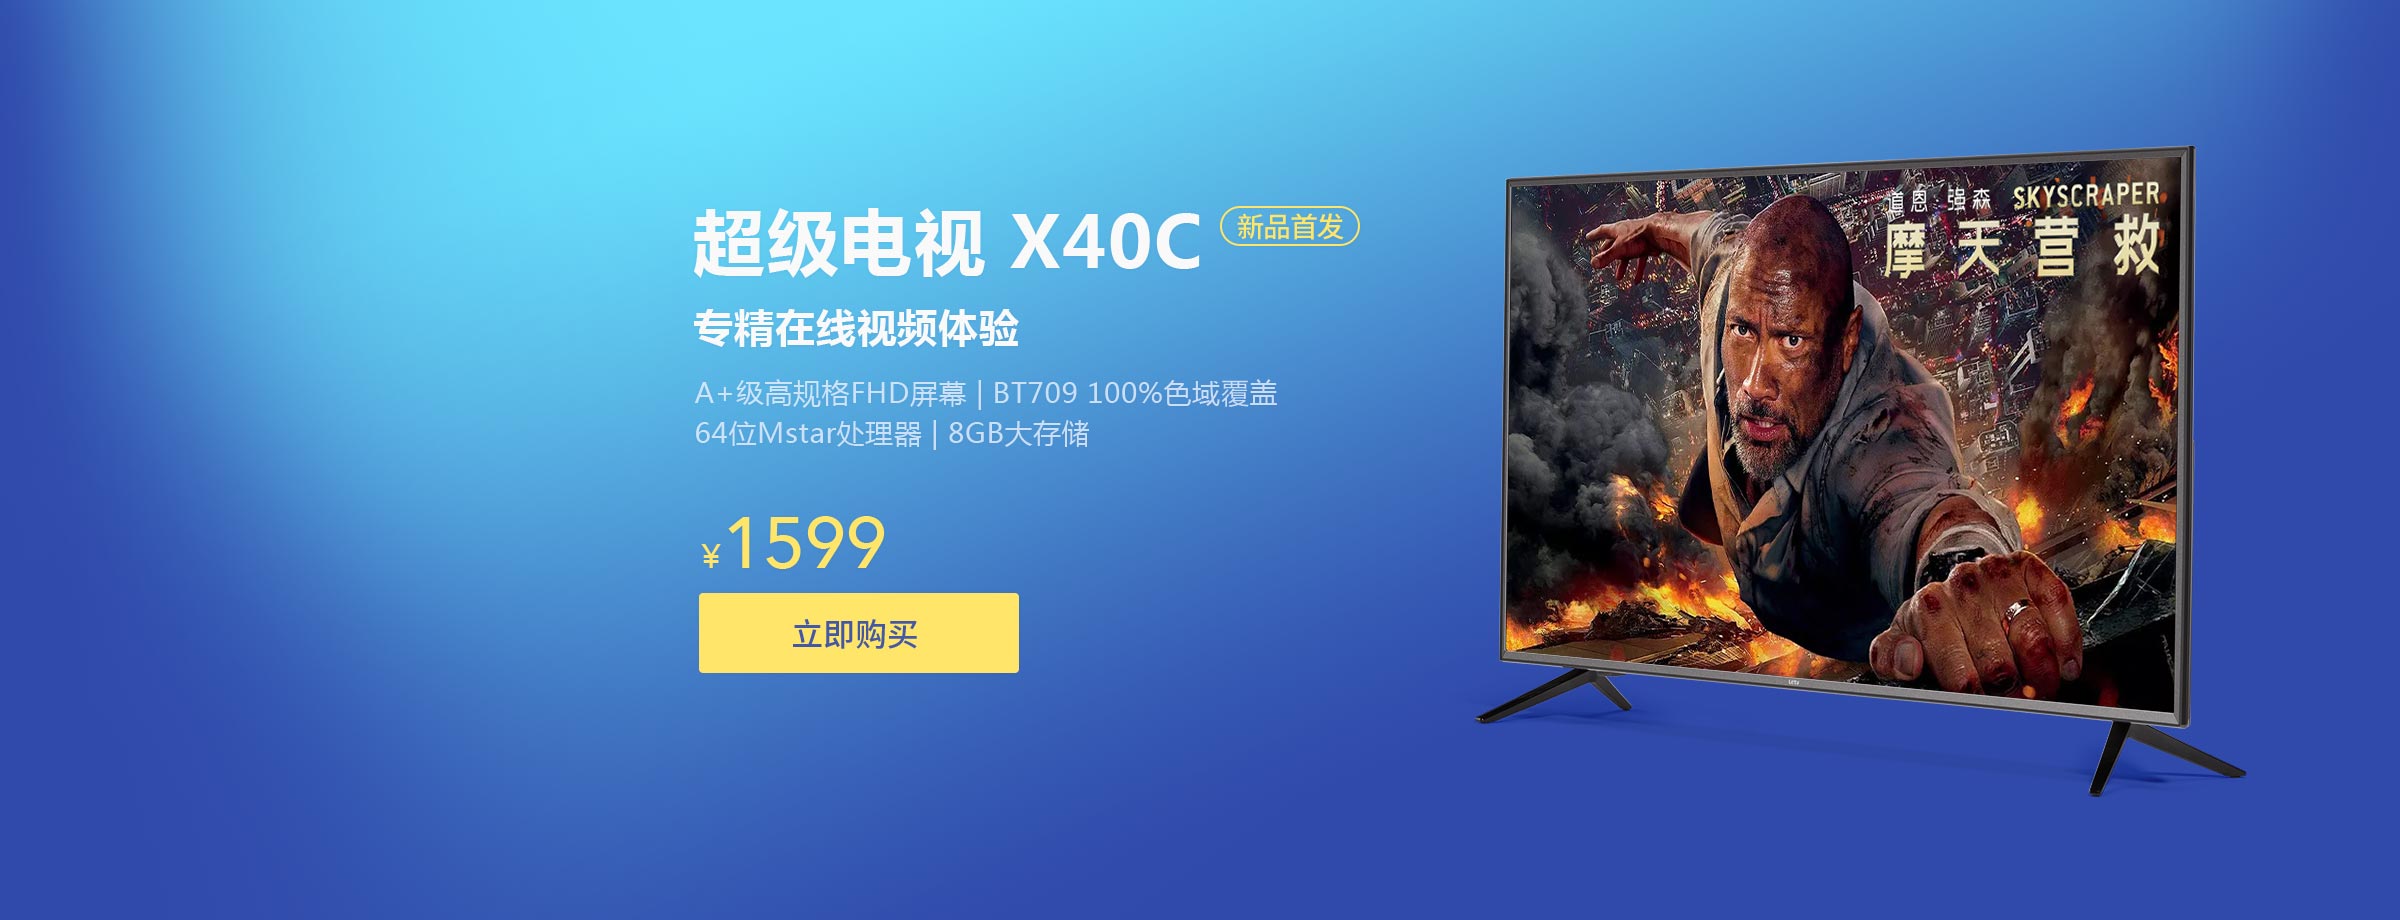 超级电视 X40C 新品首发
专精在线视频体验
A+级高规格FHD屏幕 | BT709 100%色域覆盖
64位Mstar处理器 | 8GB大存储
¥1599
立即购买
道恩 强森 SKYSCRAPER
摩天营救